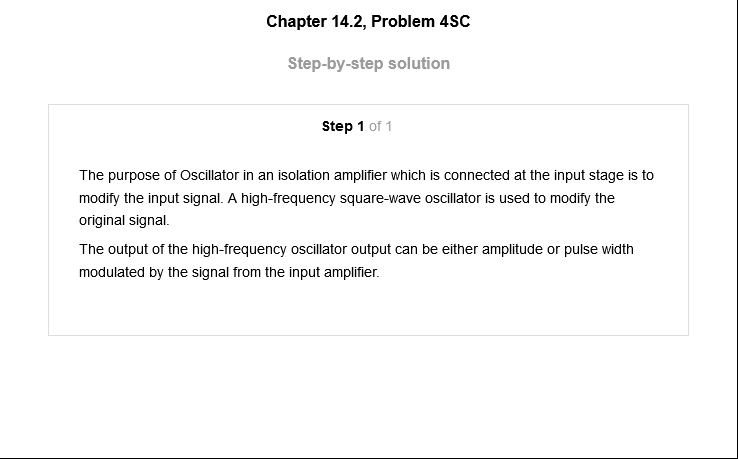 Chapter 14.2, Problem 4SC
Step-by-step solution
Step 1 of 1
The purpose of Oscillator in an isolation amplifier which is connected at the input stage is to
modify the input signal. A high-frequency square-wave oscillator is used to modify the
original signal.
The output of the high-frequency oscillator output can be either amplitude or pulse width
modulated by the signal from the input amplifier.